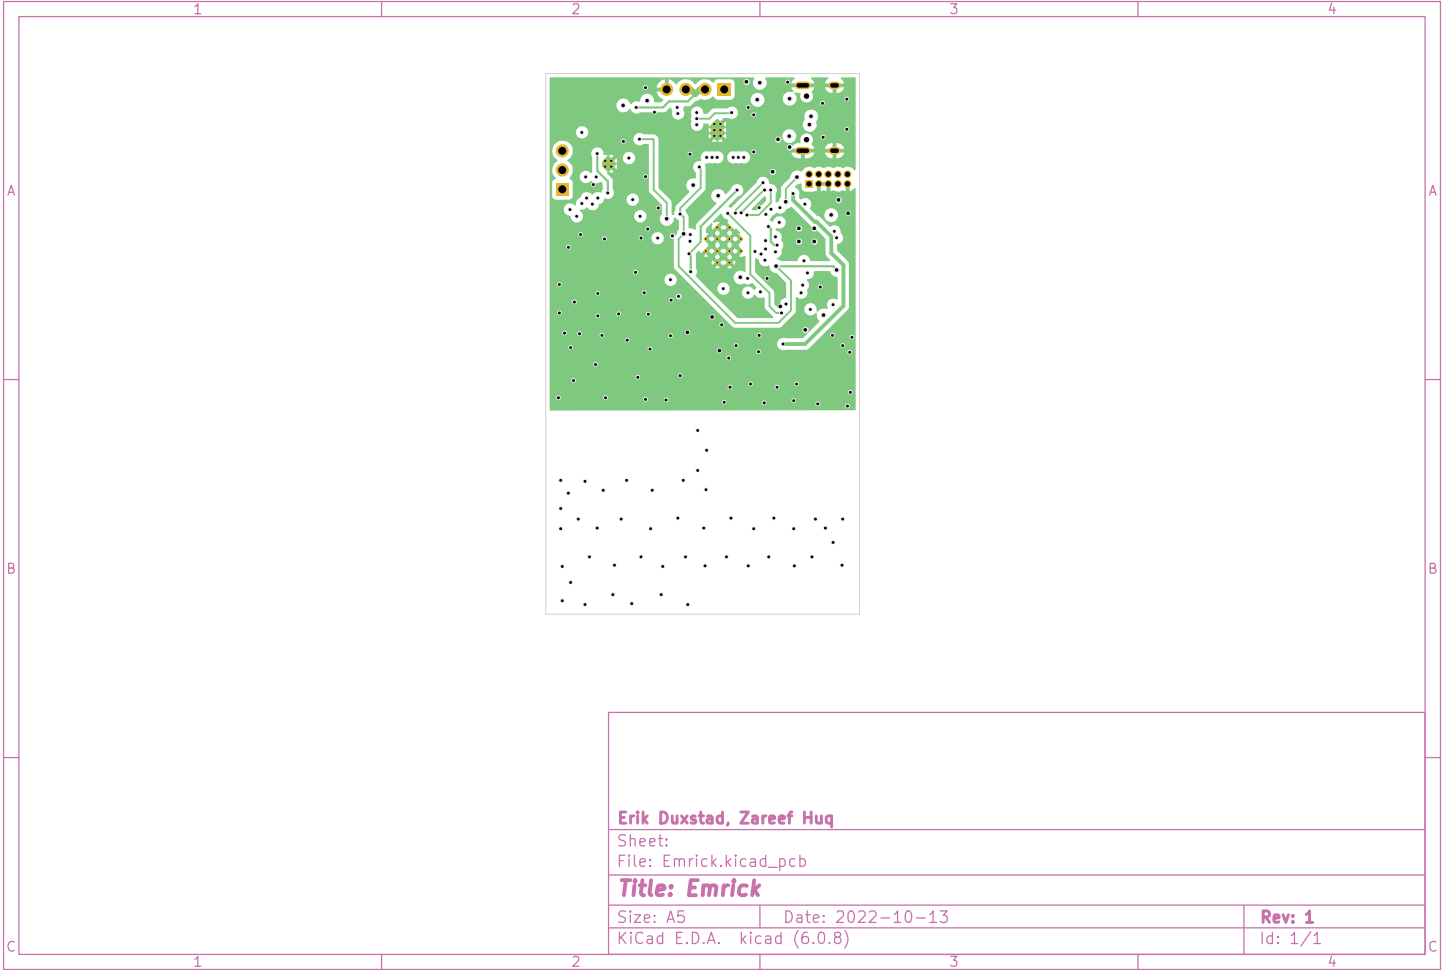 1 2 3 4
A A
B B
C C
Erik Duxstad, Zareef Huq
Sheet:
File: Emrick.kicad_pcb
Title: Emrick
Size: A5 Date: 2022-10-13 Rev: 1
KiCad E.D.A. kicad (6.0.8) Id: 1/1
1 2 3 4